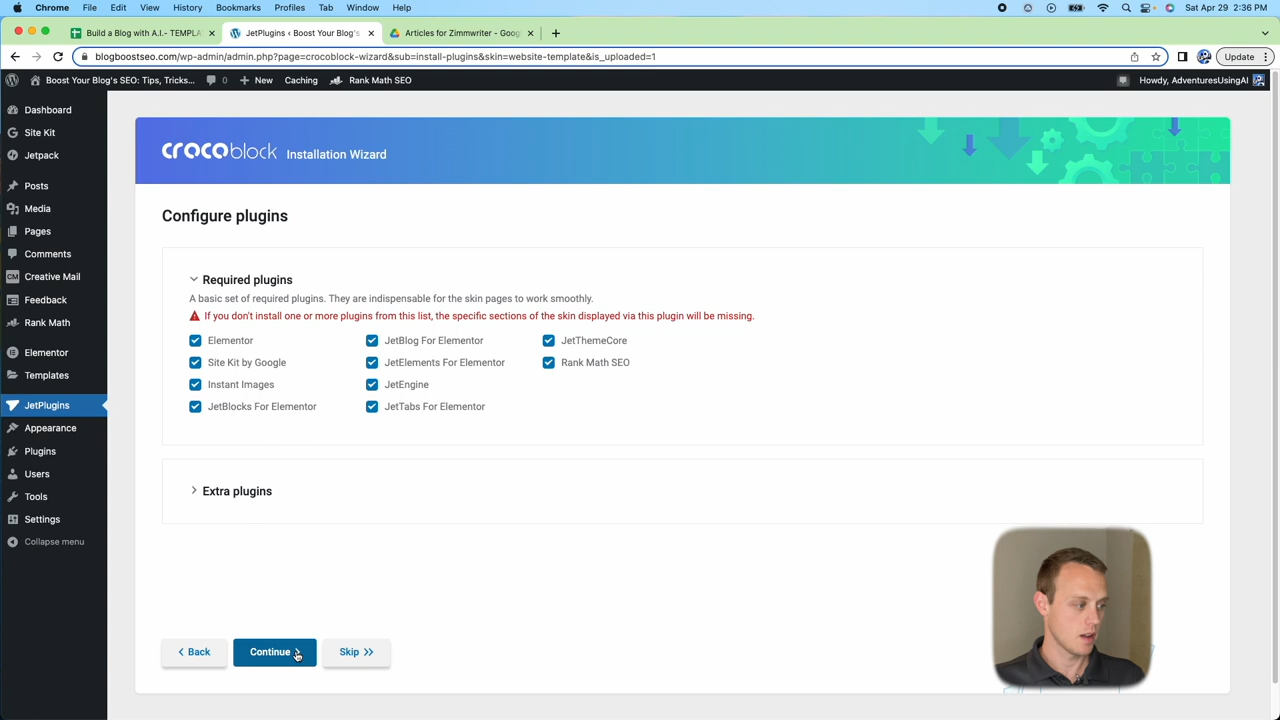 Chrome File Edit View History Bookmarks Profiles Tab Window Help Sat Apr 29 2:36 PM
Build a Blog with A.I.- TEMPLA JetPlugins ‹ Boost Your Blog's Articles for Zimmwriter - Goog
blogboostseo.com/wp-admin/admin.php?page=crocoblock-wizard&sub=install-plugins&skin=website-template&is_uploaded=1 Update
Boost Your Blog's SEO: Tips, Tricks... 0 + New Caching Rank Math SEO Howdy, AdventuresUsingAI
Dashboard
Site Kit
Jetpack
Posts
Media
Pages
Comments
CM Creative Mail
Feedback
Rank Math
Elementor
Templates
JetPlugins
Appearance
Plugins
Users
Tools
Settings
Collapse menu
crocoblock Installation Wizard
Configure plugins
Required plugins
A basic set of required plugins. They are indispensable for the skin pages to work smoothly.
If you don't install one or more plugins from this list, the specific sections of the skin displayed via this plugin will be missing.
Elementor JetBlog For Elementor JetThemeCore
Site Kit by Google JetElements For Elementor Rank Math SEO
Instant Images JetEngine
JetBlocks For Elementor JetTabs For Elementor
Extra plugins
Back Continue Skip